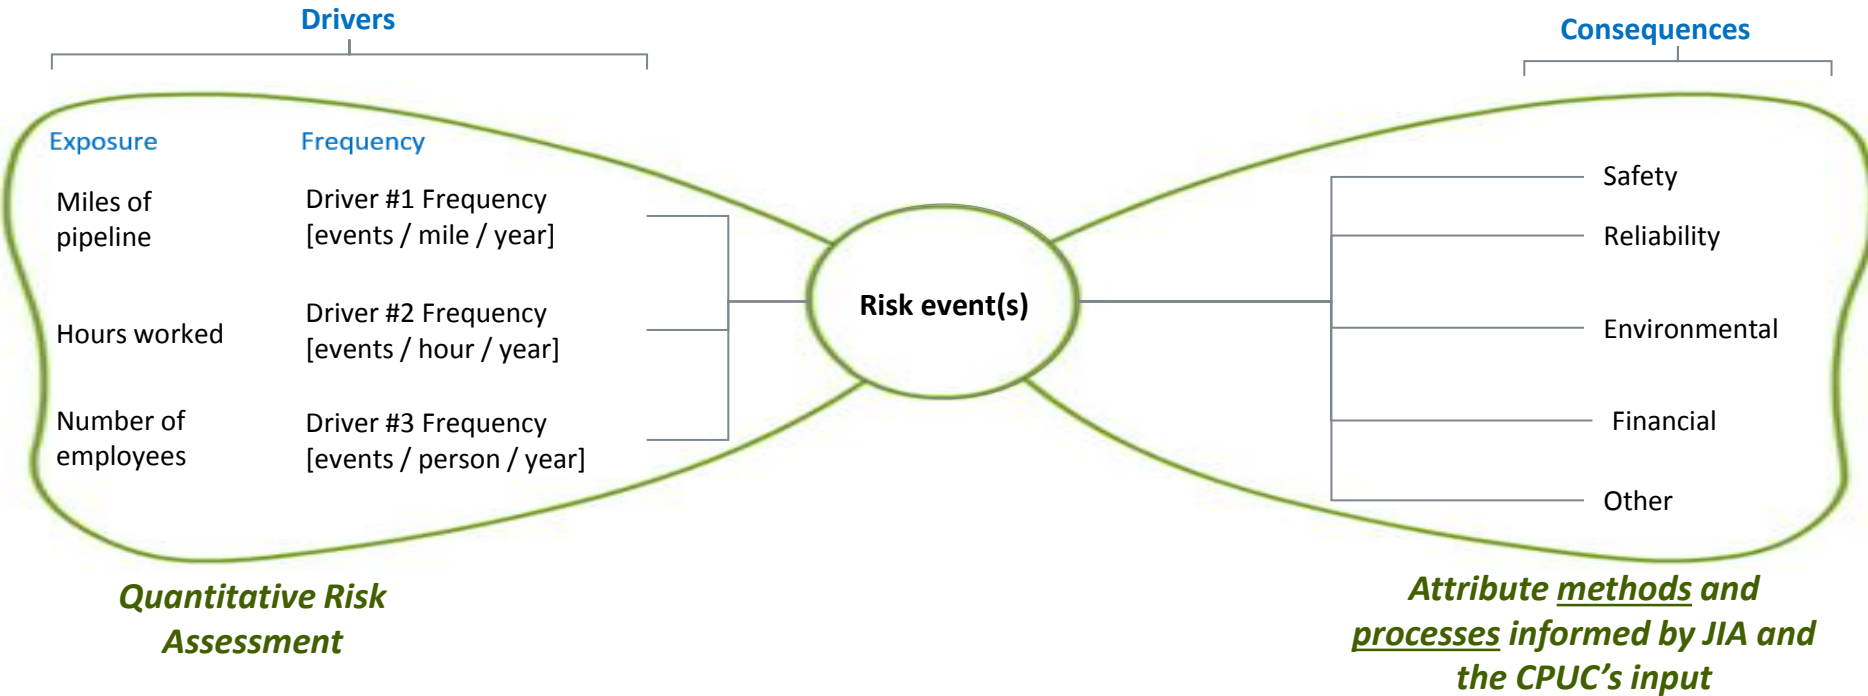 Drivers
Consequences
Exposure
Frequency
Miles of
pipeline
Driver #1 Frequency
[events / mile / year]
Hours worked
Driver #2 Frequency
[events / hour / year]
Number of
employees
Driver #3 Frequency
[events / person / year]
Risk event(s)
Safety
Reliability
Environmental
Financial
Other
Quantitative Risk
Assessment
Attribute methods and
processes informed by JIA and
the CPUC’s input